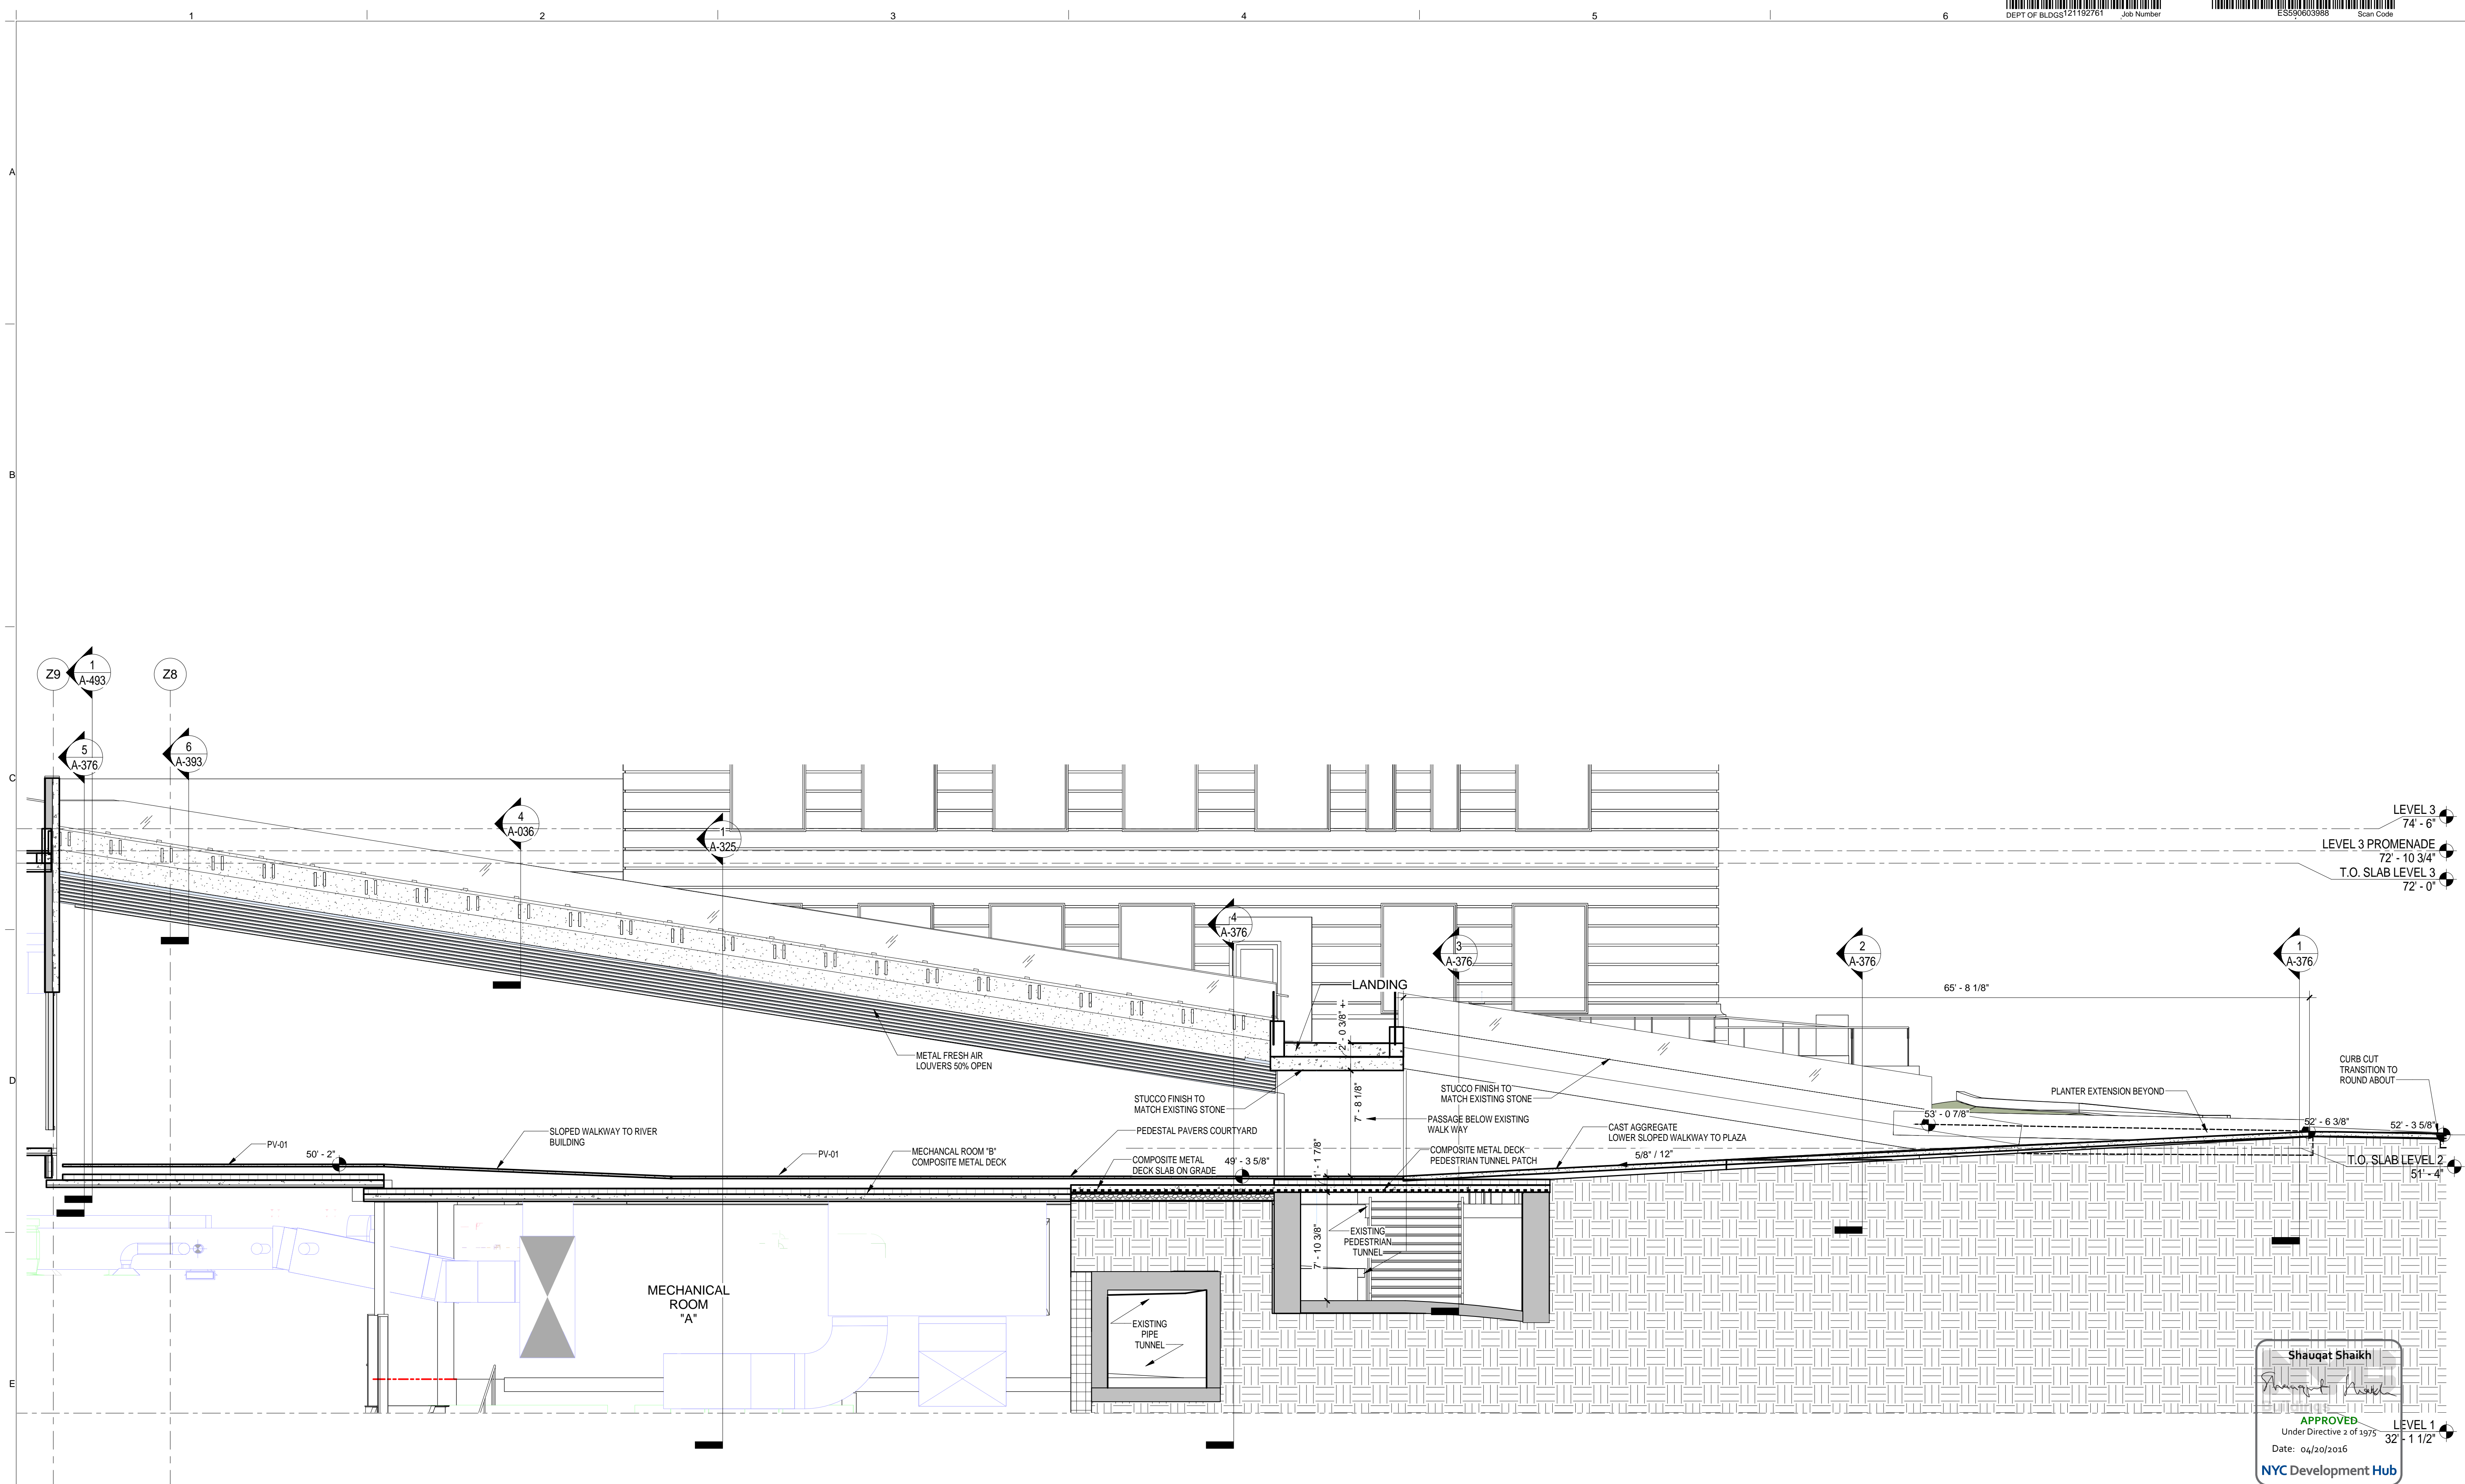 1
2
3
4
5
6
DEPT OF BLDGS121192761 Job Number
ES590603988 Scan Code
A
B
C
D
E
Z9
1
A-493
Z8
5
A-376
6
A-393
4
A-036
1
A-325
4
A-376
3
A-376
2
A-376
1
A-376
LEVEL 3
74' - 6"
LEVEL 3 PROMENADE
72' - 10 3/4"
T.O. SLAB LEVEL 3
72' - 0"
LANDING
65' - 8 1/8"
2' - 0 3/8" +-
METAL FRESH AIR
LOUVERS 50% OPEN
STUCCO FINISH TO
MATCH EXISTING STONE
7' - 8 1/8"
STUCCO FINISH TO
MATCH EXISTING STONE
PASSAGE BELOW EXISTING
WALK WAY
CURB CUT
TRANSITION TO
ROUND ABOUT
PLANTER EXTENSION BEYOND
53' - 0 7/8"
52' - 6 3/8"
52' - 3 5/8"
PV-01
50' - 2"
SLOPED WALKWAY TO RIVER
BUILDING
PV-01
PEDESTAL PAVERS COURTYARD
MECHANCAL ROOM "B"
COMPOSITE METAL DECK
COMPOSITE METAL
DECK SLAB ON GRADE
49' - 3 5/8"
1' - 1 7/8"
COMPOSITE METAL DECK
PEDESTRIAN TUNNEL PATCH
CAST AGGREGATE
LOWER SLOPED WALKWAY TO PLAZA
5/8" / 12"
T.O. SLAB LEVEL 2
51' - 4"
7' - 10 3/8"
EXISTING
PEDESTRIAN
TUNNEL
MECHANICAL
ROOM
"A"
EXISTING
PIPE
TUNNEL
Shauqat Shaikh
Buildings
APPROVED
Under Directive 2 of 1975
Date: 04/20/2016
NYC Development Hub
LEVEL 1
32' - 1 1/2"